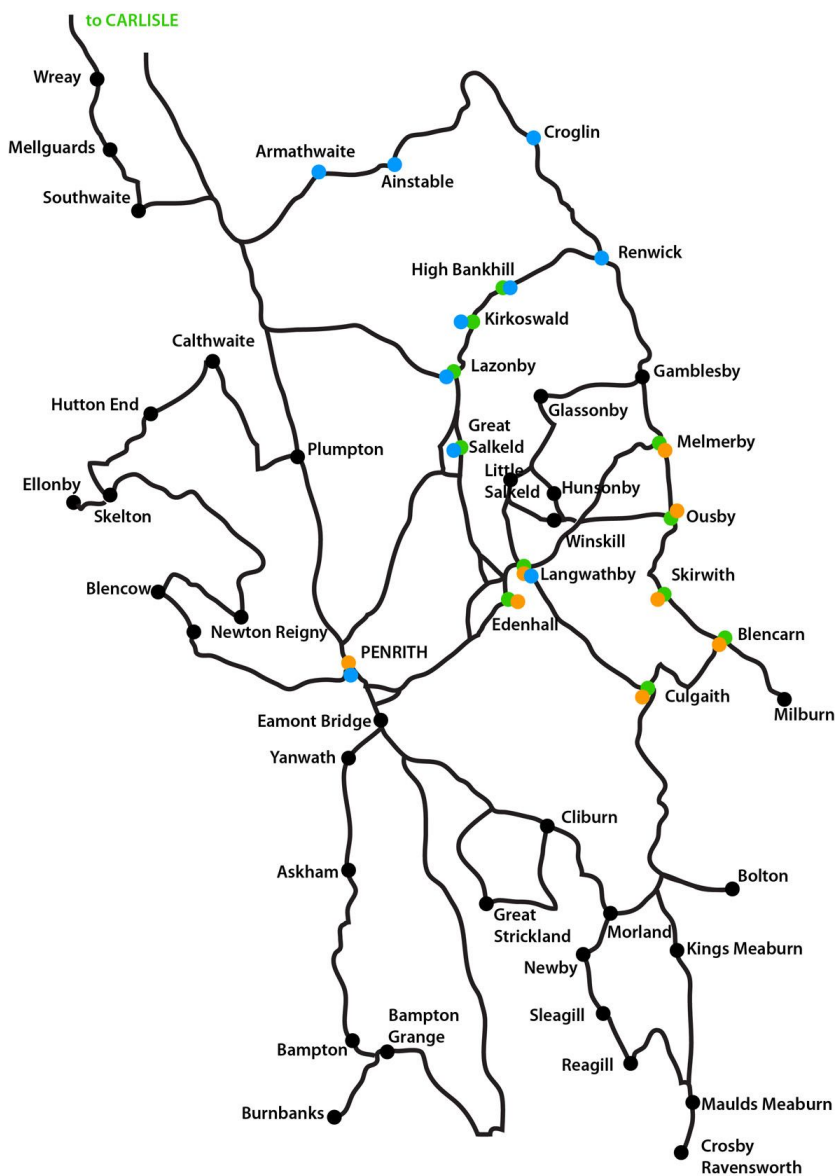 to CARLISLE
Wreay
Mellguards
Southwaite
Armathwaite
Ainstable
Croglin
Renwick
High Bankhill
Kirkoswald
Lazonby
Calthwaite
Hutton End
Plumpton
Ellonby
Skelton
Gamblesby
Glassonby
Great
Salkeld
Melmerby
Little
Salkeld
Hunsonby
Ousby
Winskill
Langwathby
Skirwith
Blencow
Newton Reigny
Edenhall
Blencarn
PENRITH
Culgaith
Milburn
Eamont Bridge
Yanwath
Cliburn
Askham
Bolton
Great
Strickland
Morland
Newby
Kings Meaburn
Sleagill
Bampton
Grange
Bampton
Reagill
Burnbanks
Maulds Meaburn
Crosby
Ravensworth